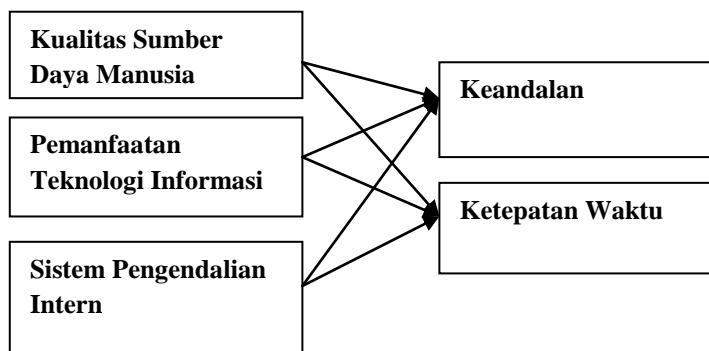 Kualitas Sumber
Daya Manusia
Pemanfaatan
Teknologi Informasi
Sistem Pengendalian
Intern
Keandalan
Ketepatan Waktu